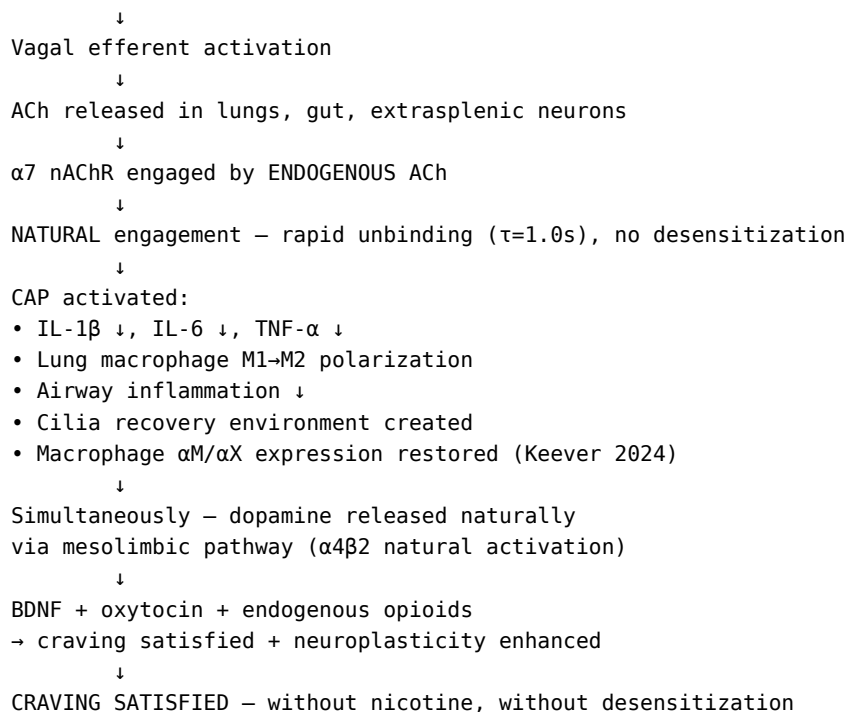 ↓
Vagal efferent activation
↓
ACh released in lungs, gut, extrasplenic neurons
↓
α7 nAChR engaged by ENDOGENOUS ACh
↓
NATURAL engagement — rapid unbinding (τ=1.0s), no desensitization
↓
CAP activated:
• IL-1β ↓, IL-6 ↓, TNF-α ↓
• Lung macrophage M1→M2 polarization
• Airway inflammation ↓
• Cilia recovery environment created
• Macrophage αM/αX expression restored (Keever 2024)
↓
Simultaneously — dopamine released naturally
via mesolimbic pathway (α4β2 natural activation)
↓
BDNF + oxytocin + endogenous opioids
→ craving satisfied + neuroplasticity enhanced
↓
CRAVING SATISFIED — without nicotine, without desensitization